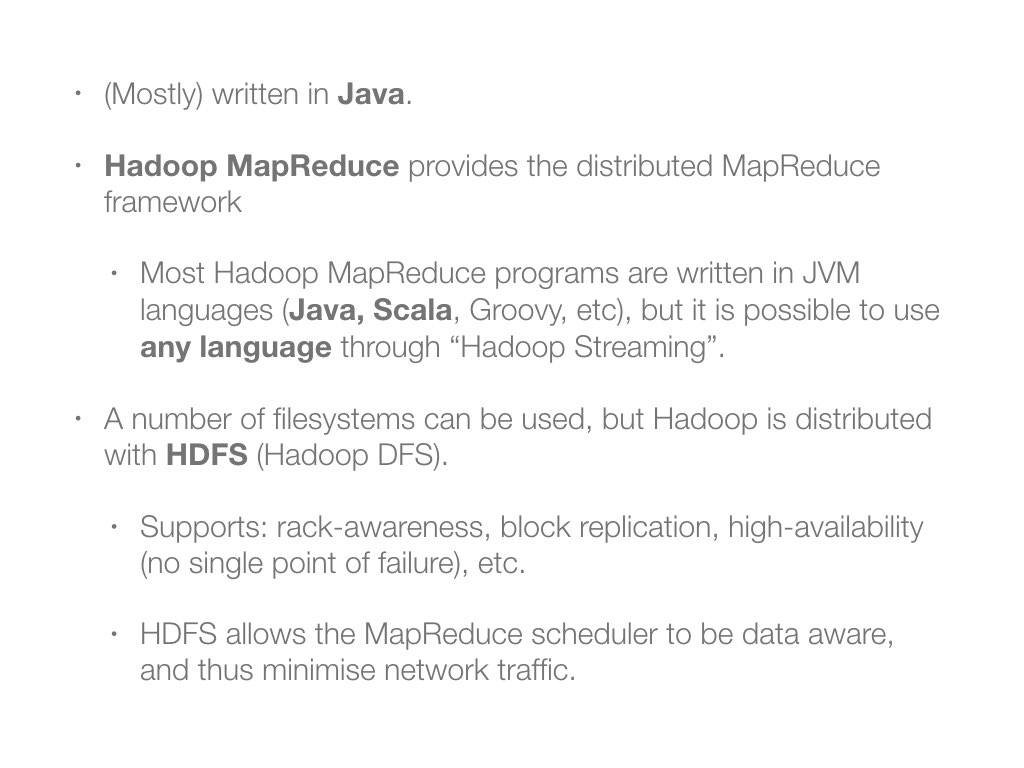 • (Mostly) written in Java.
• Hadoop MapReduce provides the distributed MapReduce
framework
• Most Hadoop MapReduce programs are written in JVM
languages (Java, Scala, Groovy, etc), but it is possible to use
any language through “Hadoop Streaming”.
• A number of filesystems can be used, but Hadoop is distributed
with HDFS (Hadoop DFS).
• Supports: rack-awareness, block replication, high-availability
(no single point of failure), etc.
• HDFS allows the MapReduce scheduler to be data aware,
and thus minimise network traffic.